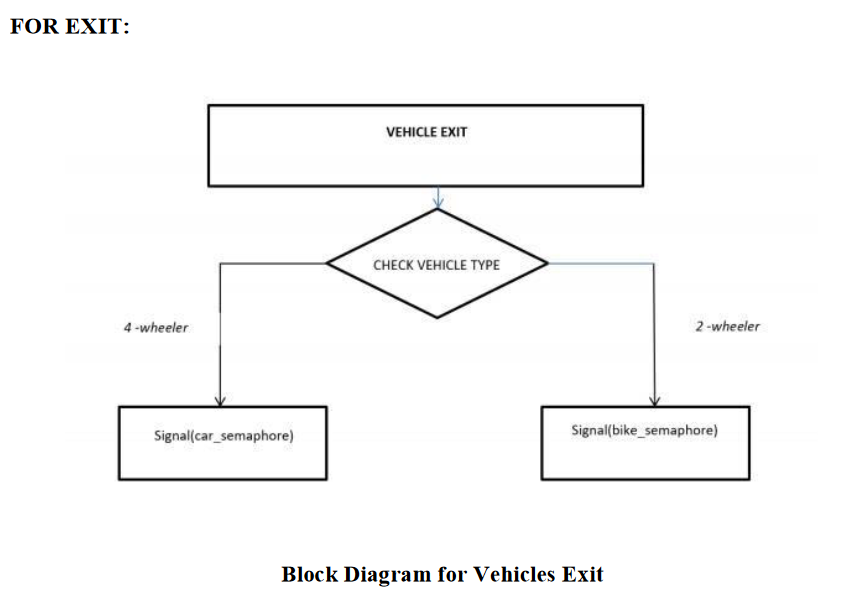 FOR EXIT:
VEHICLE EXIT
CHECK VEHICLE TYPE
4 -wheeler
2 -wheeler
Signal(car_semaphore)
Signal(bike_semaphore)
Block Diagram for Vehicles Exit